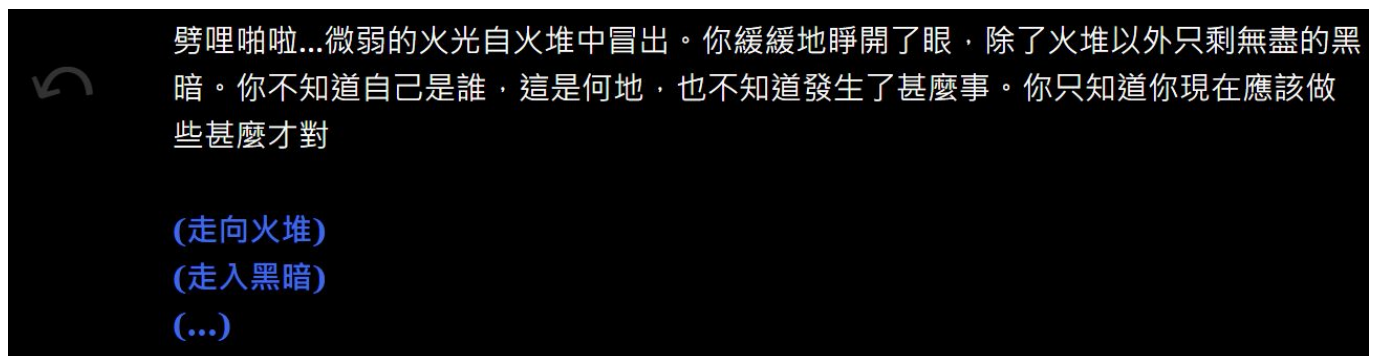 劈哩啪啦...微弱的火光自火堆中冒出。你緩緩地睜開了眼，除了火堆以外只剩無盡的黑
暗。你不知道自己是誰，這是何地，也不知道發生了甚麼事。你只知道你現在應該做
些甚麼才對
(走向火堆)
(走入黑暗)
(...)